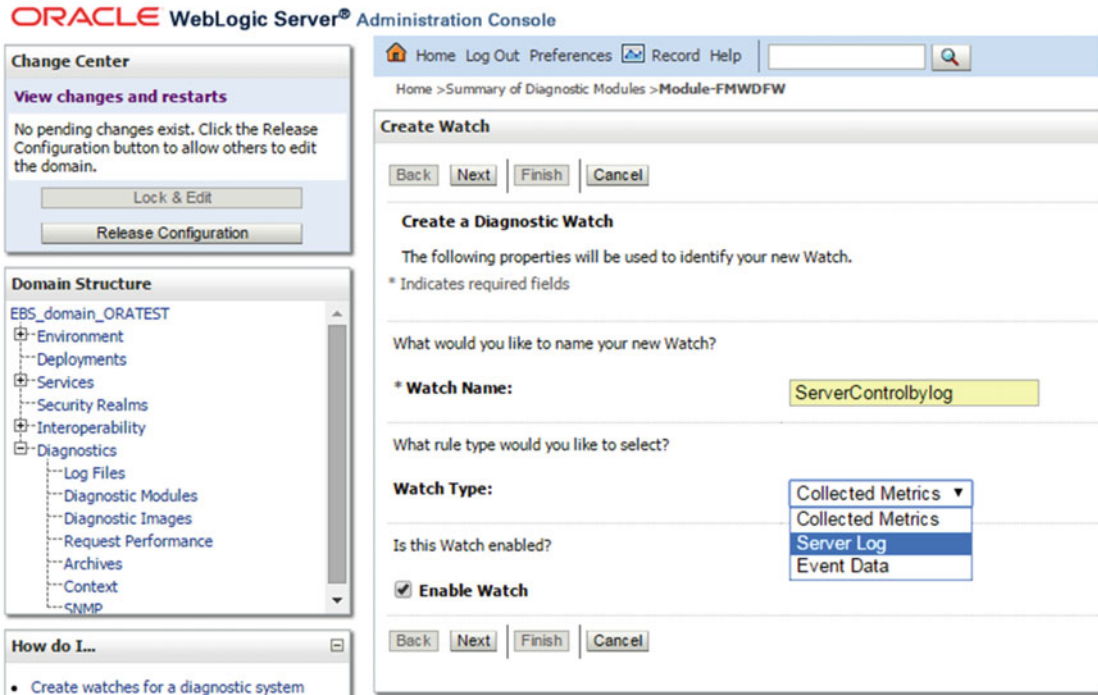 ORACLE WebLogic Server® Administration Console
Change Center
View changes and restarts
No pending changes exist. Click the Release
Configuration button to allow others to edit
the domain.
Lock & Edit
Release Configuration
Domain Structure
EBS_domain_ORATEST
Environment
Deployments
Services
Security Realms
Interoperability
Diagnostics
Log Files
Diagnostic Modules
Diagnostic Images
Request Performance
Archives
Context
SNMP
How do I...
Create watches for a diagnostic system
Home Log Out Preferences Record Help
Home >Summary of Diagnostic Modules >Module-FMWDFW
Create Watch
Back Next Finish Cancel
Create a Diagnostic Watch
The following properties will be used to identify your new Watch.
* Indicates required fields
What would you like to name your new Watch?
* Watch Name: ServerControlbylog
What rule type would you like to select?
Watch Type: Collected Metrics
Collected Metrics
Server Log
Event Data
Is this Watch enabled?
Enable Watch
Back Next Finish Cancel